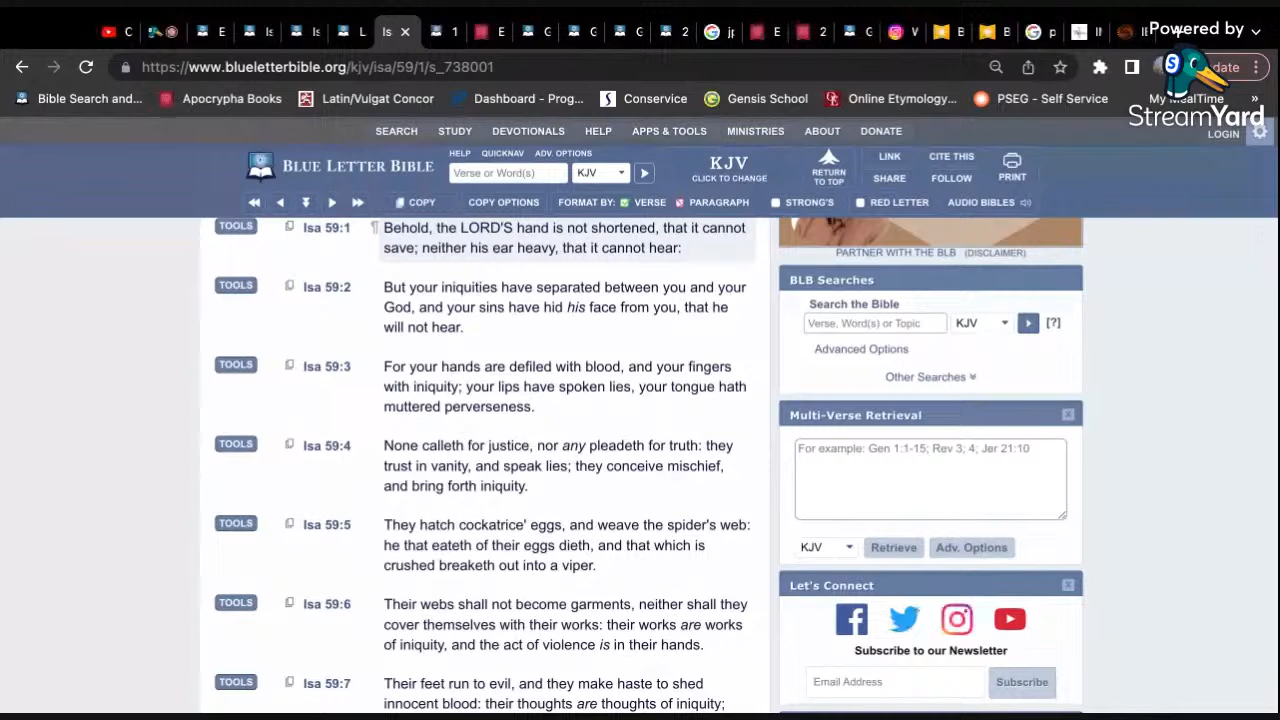 C
E
Is
Is
L
Is
1
E
G
G
G
2
jp
E
2
G
V
B
B
p
II
Powered by
https://www.blueletterbible.org/kjv/isa/59/1/s_738001
date
Bible Search and...
Apocrypha Books
Latin/Vulgat Concor
Dashboard - Prog...
Conservice
Gensis School
Online Etymology...
PSEG - Self Service
My MealTime
»
StreamYard
SEARCH STUDY DEVOTIONALS HELP APPS & TOOLS MINISTRIES ABOUT DONATE
LOGIN
BLUE LETTER BIBLE
HELP QUICKNAV ADV. OPTIONS
Verse or Word(s) KJV
KJV
CLICK TO CHANGE
RETURN
TO TOP
LINK CITE THIS
SHARE FOLLOW
PRINT
COPY COPY OPTIONS FORMAT BY: VERSE PARAGRAPH STRONG'S RED LETTER AUDIO BIBLES
TOOLS Isa 59:1 ¶ Behold, the LORD'S hand is not shortened, that it cannot
save; neither his ear heavy, that it cannot hear:
TOOLS Isa 59:2 But your iniquities have separated between you and your
God, and your sins have hid his face from you, that he
will not hear.
TOOLS Isa 59:3 For your hands are defiled with blood, and your fingers
with iniquity; your lips have spoken lies, your tongue hath
muttered perverseness.
TOOLS Isa 59:4 None calleth for justice, nor any pleadeth for truth: they
trust in vanity, and speak lies; they conceive mischief,
and bring forth iniquity.
TOOLS Isa 59:5 They hatch cockatrice' eggs, and weave the spider's web:
he that eateth of their eggs dieth, and that which is
crushed breaketh out into a viper.
TOOLS Isa 59:6 Their webs shall not become garments, neither shall they
cover themselves with their works: their works are works
of iniquity, and the act of violence is in their hands.
TOOLS Isa 59:7 Their feet run to evil, and they make haste to shed
innocent blood: their thoughts are thoughts of iniquity;
PARTNER WITH THE BLB (DISCLAIMER)
BLB Searches
Search the Bible
Verse, Word(s) or Topic KJV [?]
Advanced Options
Other Searches
Multi-Verse Retrieval
For example: Gen 1:1-15; Rev 3; 4; Jer 21:10
KJV Retrieve Adv. Options
Let's Connect
Subscribe to our Newsletter
Email Address Subscribe